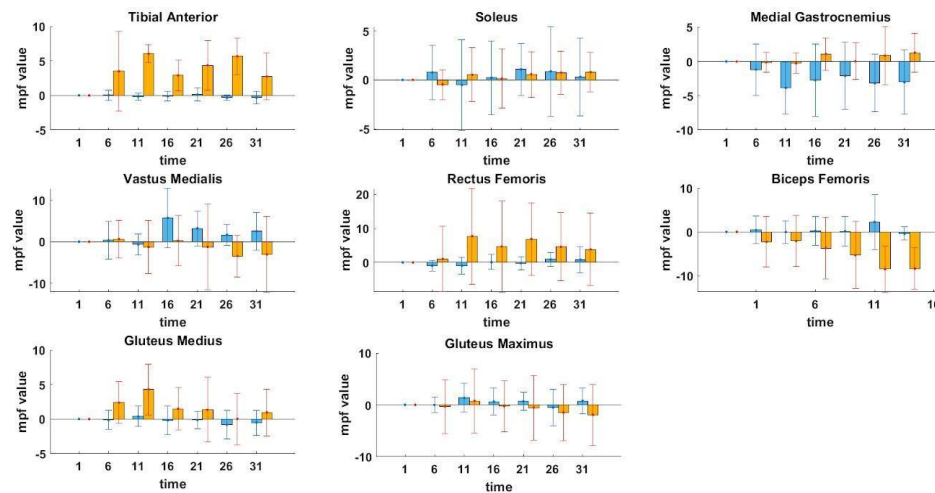 Tibial Anterior
10
5
0
-5
mpf value
1 6 11 16 21 26 31
time
Soleus
5
0
5
mpf value
1 6 11 16 21 26 31
time
Medial Gastrocnemius
5
0
-5
-10
mpf value
1 6 11 16 21 26 31
time
Vastus Medialis
10
0
-10
mpf value
1 6 11 16 21 26 31
time
Rectus Femoris
20
10
0
mpf value
1 6 11 16 21 26 31
time
Biceps Femoris
10
0
-10
mpf value
1 6 11 16
time
Gluteus Medius
10
5
0
-5
mpf value
1 6 11 16 21 26 31
time
Gluteus Maximus
10
0
-10
mpf value
1 6 11 16 21 26 31
time